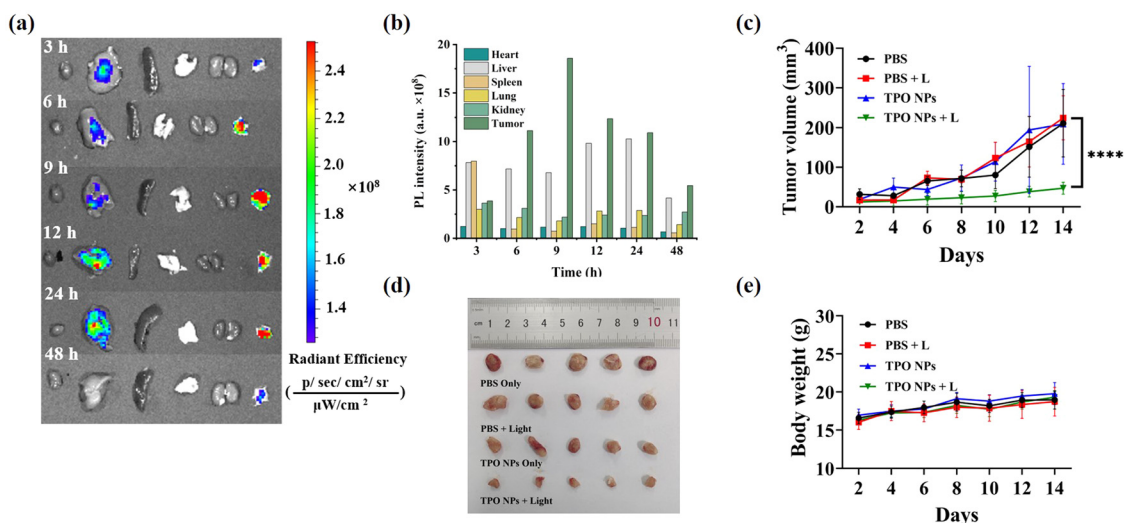 (a)
3 h
6 h
9 h
12 h
24 h
48 h
2.4
2.2
2.0
1.8
1.6
1.4
×10⁸
Radiant Efficiency
( p/ sec/ cm²/ sr / μW/cm ² )
(b)
PL intensity (a.u. ×10⁸)
20
15
10
5
0
Heart
Liver
Spleen
Lung
Kidney
Tumor
3 6 9 12 24 48
Time (h)
(c)
Tumor volume (mm³)
400
300
200
100
0
PBS
PBS + L
TPO NPs
TPO NPs + L
****
2 4 6 8 10 12 14
Days
(d)
cm 1 2 3 4 5 6 7 8 9 10 11
PBS Only
PBS + Light
TPO NPs Only
TPO NPs + Light
(e)
Body weight (g)
30
25
20
15
10
PBS
PBS + L
TPO NPs
TPO NPs + L
2 4 6 8 10 12 14
Days